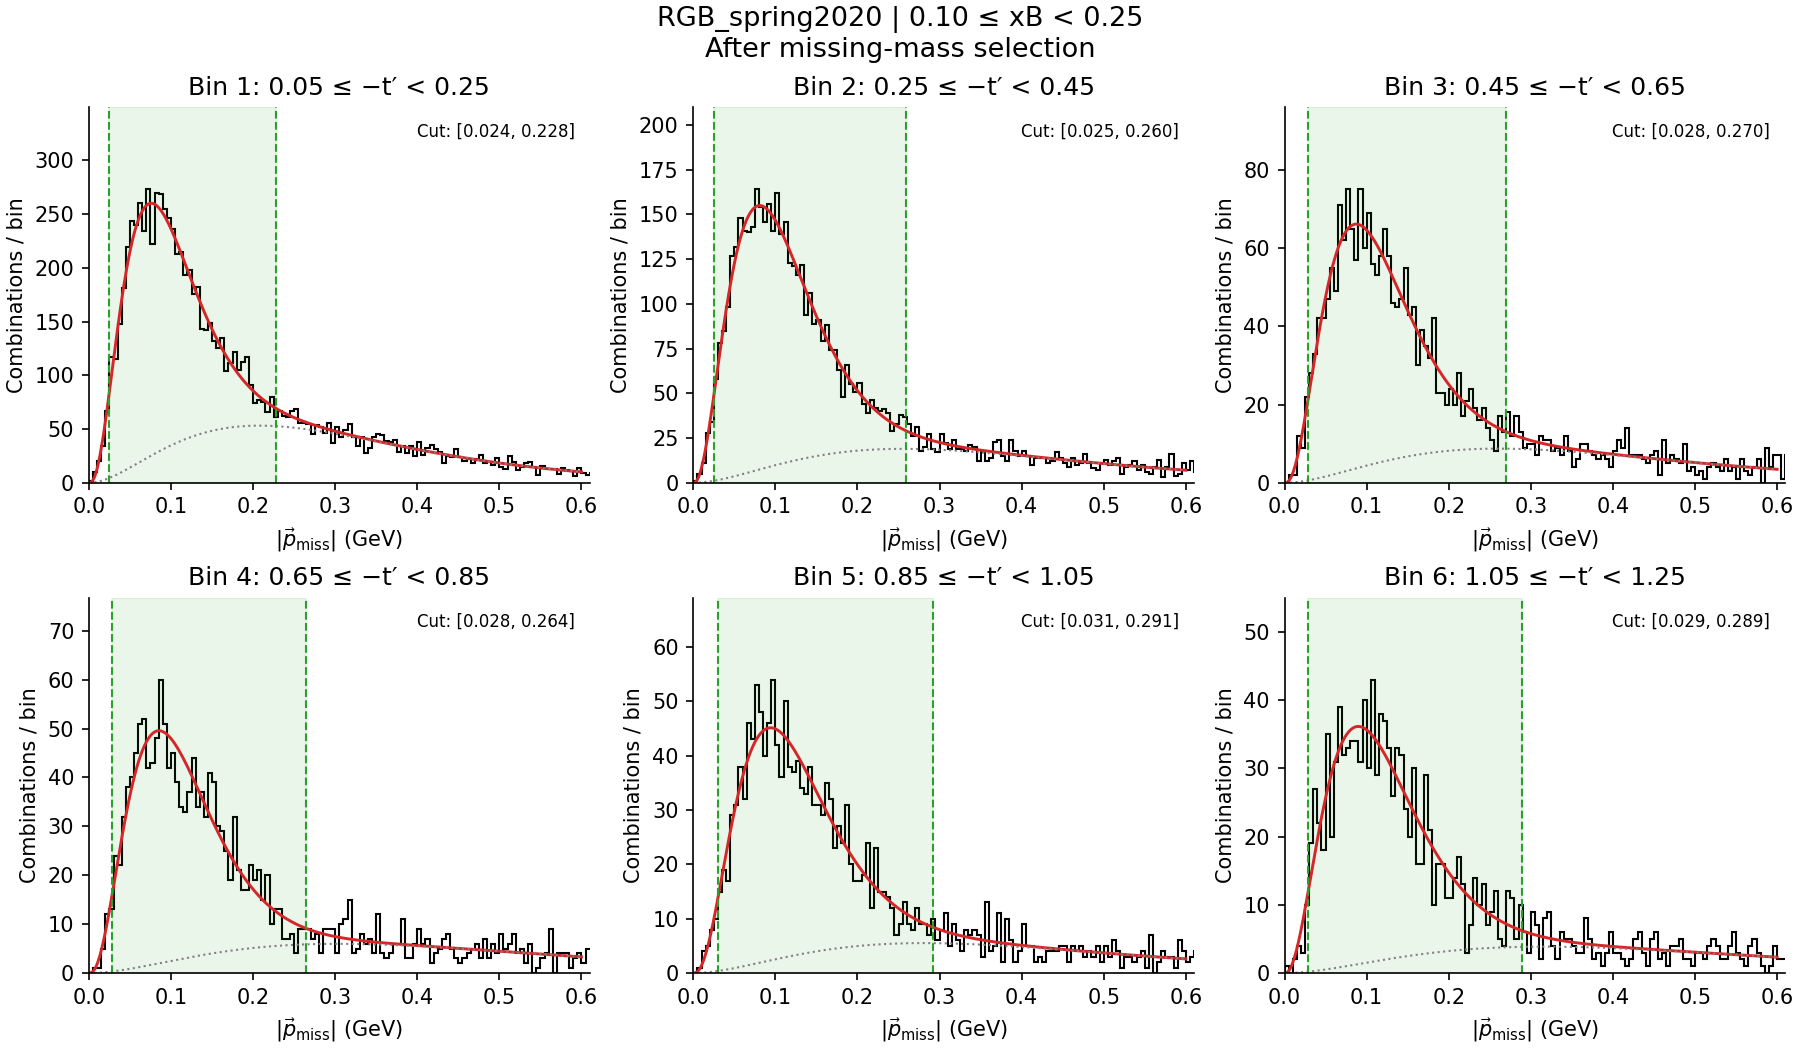 RGB_spring2020 | 0.10 ≤ xB < 0.25
After missing-mass selection
Bin 1: 0.05 ≤ −t′ < 0.25
Cut: [0.024, 0.228]
Combinations / bin
300
250
200
150
100
50
0
0.0 0.1 0.2 0.3 0.4 0.5 0.6
|p⃗miss| (GeV)
Bin 2: 0.25 ≤ −t′ < 0.45
Cut: [0.025, 0.260]
Combinations / bin
200
175
150
125
100
75
50
25
0
0.0 0.1 0.2 0.3 0.4 0.5 0.6
|p⃗miss| (GeV)
Bin 3: 0.45 ≤ −t′ < 0.65
Cut: [0.028, 0.270]
Combinations / bin
80
60
40
20
0
0.0 0.1 0.2 0.3 0.4 0.5 0.6
|p⃗miss| (GeV)
Bin 4: 0.65 ≤ −t′ < 0.85
Cut: [0.028, 0.264]
Combinations / bin
70
60
50
40
30
20
10
0
0.0 0.1 0.2 0.3 0.4 0.5 0.6
|p⃗miss| (GeV)
Bin 5: 0.85 ≤ −t′ < 1.05
Cut: [0.031, 0.291]
Combinations / bin
60
50
40
30
20
10
0
0.0 0.1 0.2 0.3 0.4 0.5 0.6
|p⃗miss| (GeV)
Bin 6: 1.05 ≤ −t′ < 1.25
Cut: [0.029, 0.289]
Combinations / bin
50
40
30
20
10
0
0.0 0.1 0.2 0.3 0.4 0.5 0.6
|p⃗miss| (GeV)